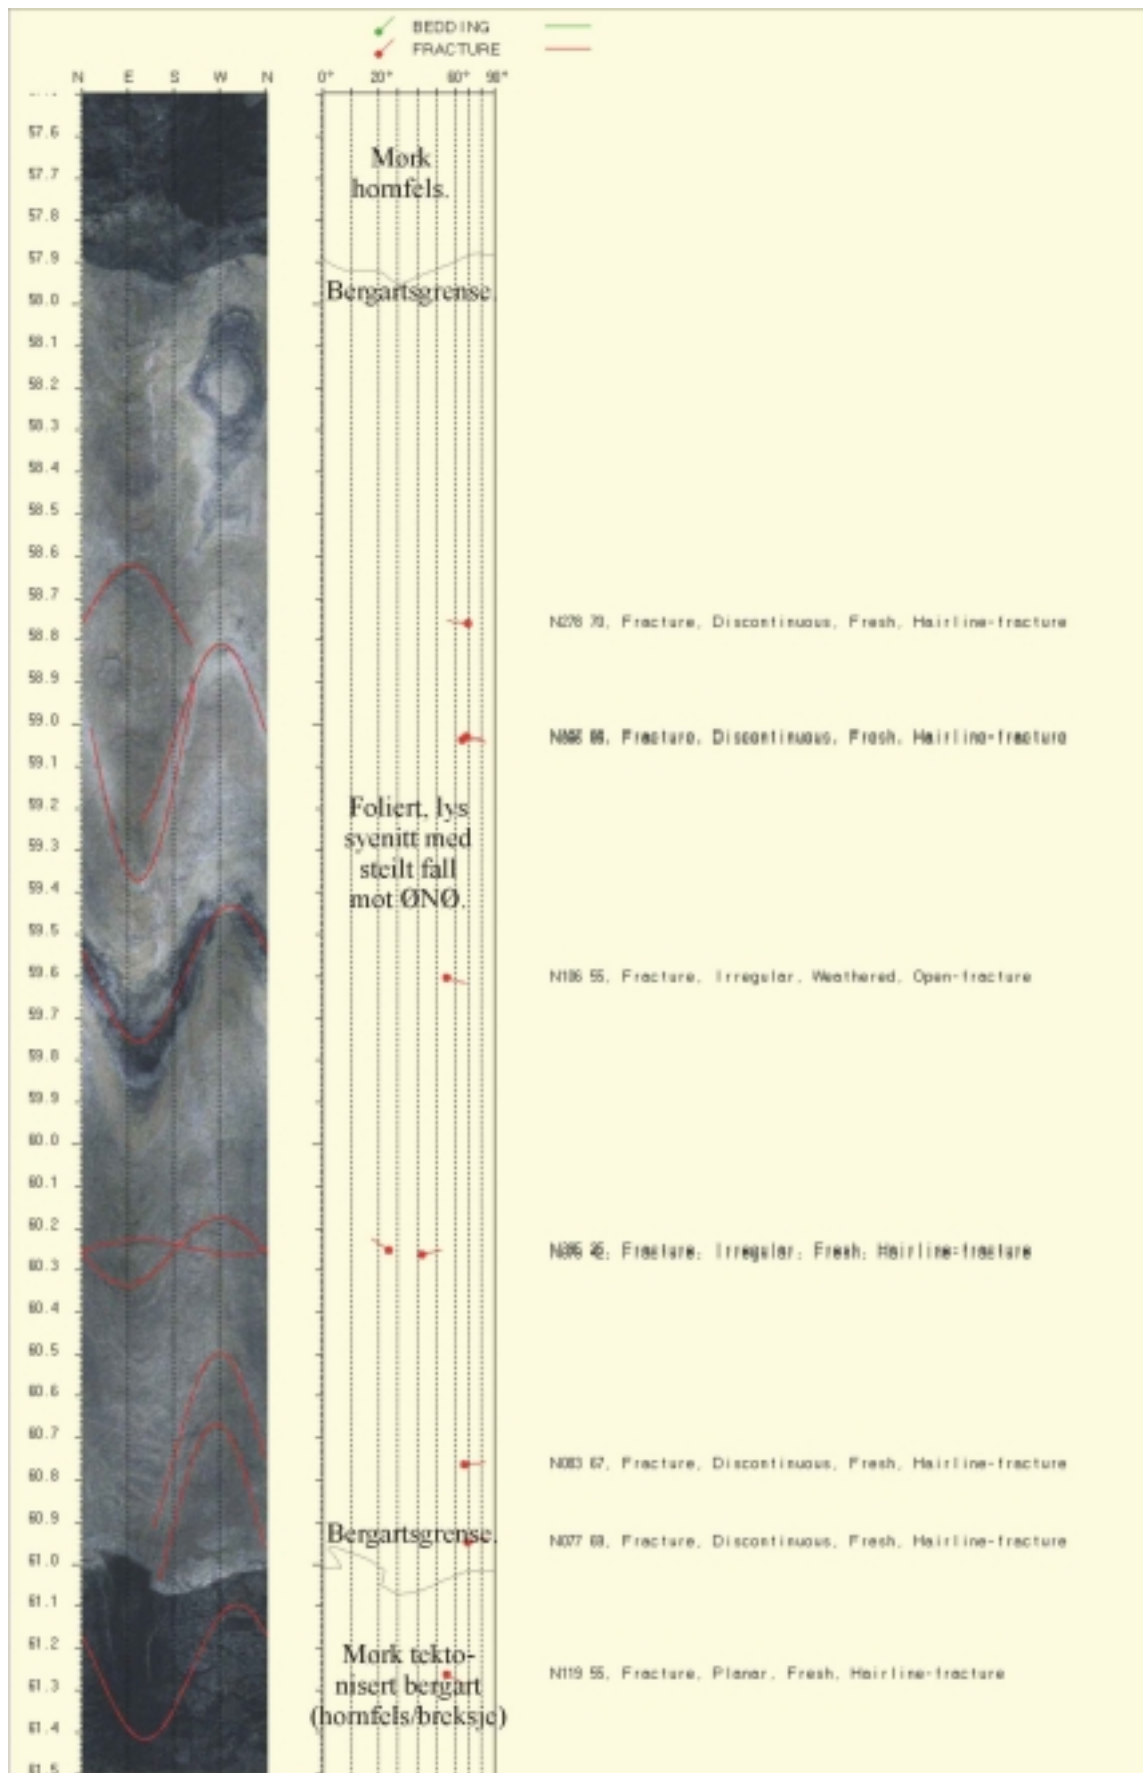 BEDDING
FRACTURE
N E S W N
0° 20° 60° 90°
57.6
57.7
Mørk
hornfels.
57.8
57.9
Bergartsgrense.
58.0
58.1
58.2
58.3
58.4
58.5
58.6
58.7
N278 70, Fracture, Discontinuous, Fresh, Hairline-fracture
58.8
58.9
59.0
Fracture, Discontinuous, Fresh, Hairline-fracture
59.1
59.2
Foliert, lys
syenitt med
steilt fall
mot ØNØ.
59.3
59.4
59.5
59.6
N106 55, Fracture, Irregular, Weathered, Open-fracture
59.7
59.8
59.9
60.0
60.1
60.2
Fracture, Irregular, Fresh, Hairline-fracture
60.3
60.4
60.5
60.6
60.7
N083 67, Fracture, Discontinuous, Fresh, Hairline-fracture
60.8
60.9
Bergartsgrense.
N077 69, Fracture, Discontinuous, Fresh, Hairline-fracture
61.0
61.1
61.2
Mørk tekto-
nisert bergart
(hornfels/breksje)
N119 55, Fracture, Planar, Fresh, Hairline-fracture
61.3
61.4
61.5